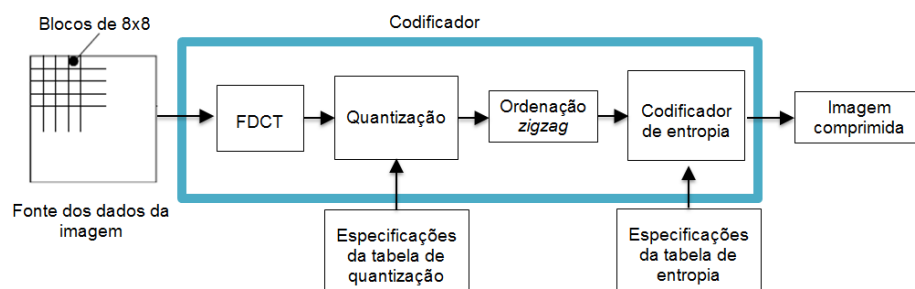 Blocos de 8x8
Codificador
FDCT
Quantização
Ordenação
zigzag
Codificador
de entropia
Imagem
comprimida
Fonte dos dados da
imagem
Especificações
da tabela de
quantização
Especificações
da tabela de
entropia